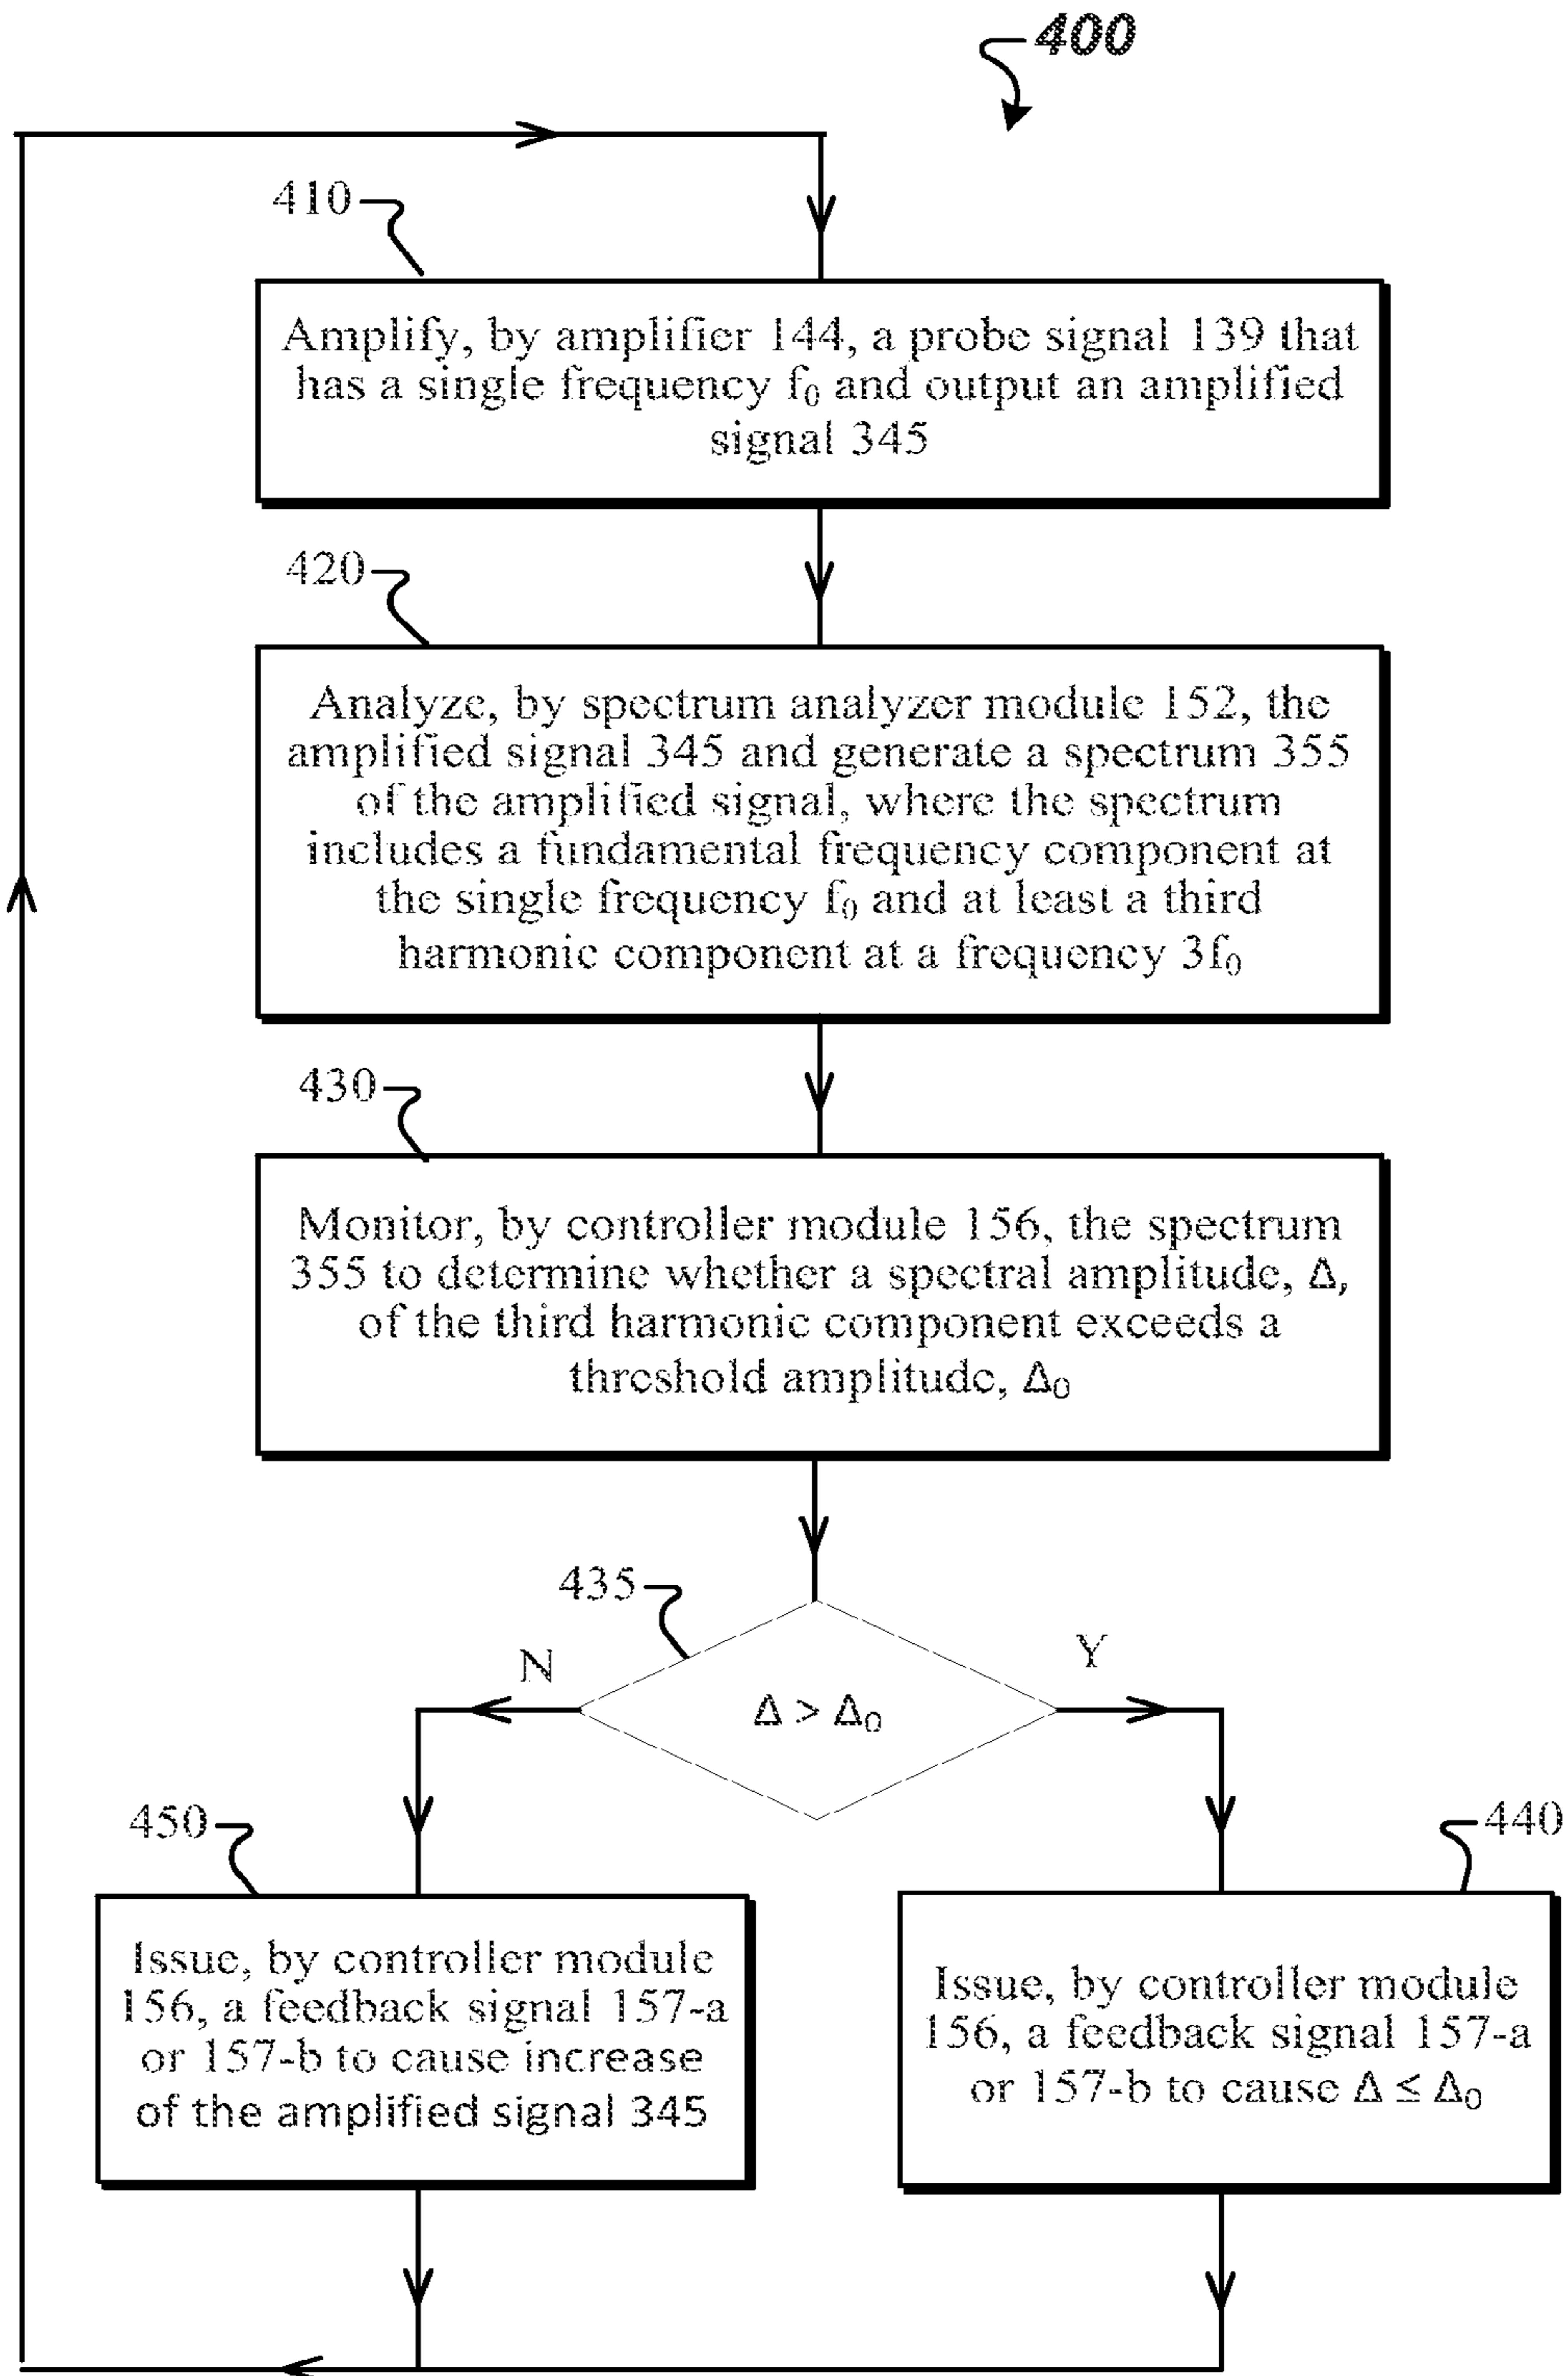 400
410
Amplify, by amplifier 144, a probe signal 139 that
has a single frequency f₀ and output an amplified
signal 345
420
Analyze, by spectrum analyzer module 152, the
amplified signal 345 and generate a spectrum 355
of the amplified signal, where the spectrum
includes a fundamental frequency component at
the single frequency f₀ and at least a third
harmonic component at a frequency 3f₀
430
Monitor, by controller module 156, the spectrum
355 to determine whether a spectral amplitude, Δ,
of the third harmonic component exceeds a
threshold amplitude, Δ₀
435
N
Y
Δ > Δ₀
450
Issue, by controller module
156, a feedback signal 157-a
or 157-b to cause increase
of the amplified signal 345
440
Issue, by controller module
156, a feedback signal 157-a
or 157-b to cause Δ ≤ Δ₀